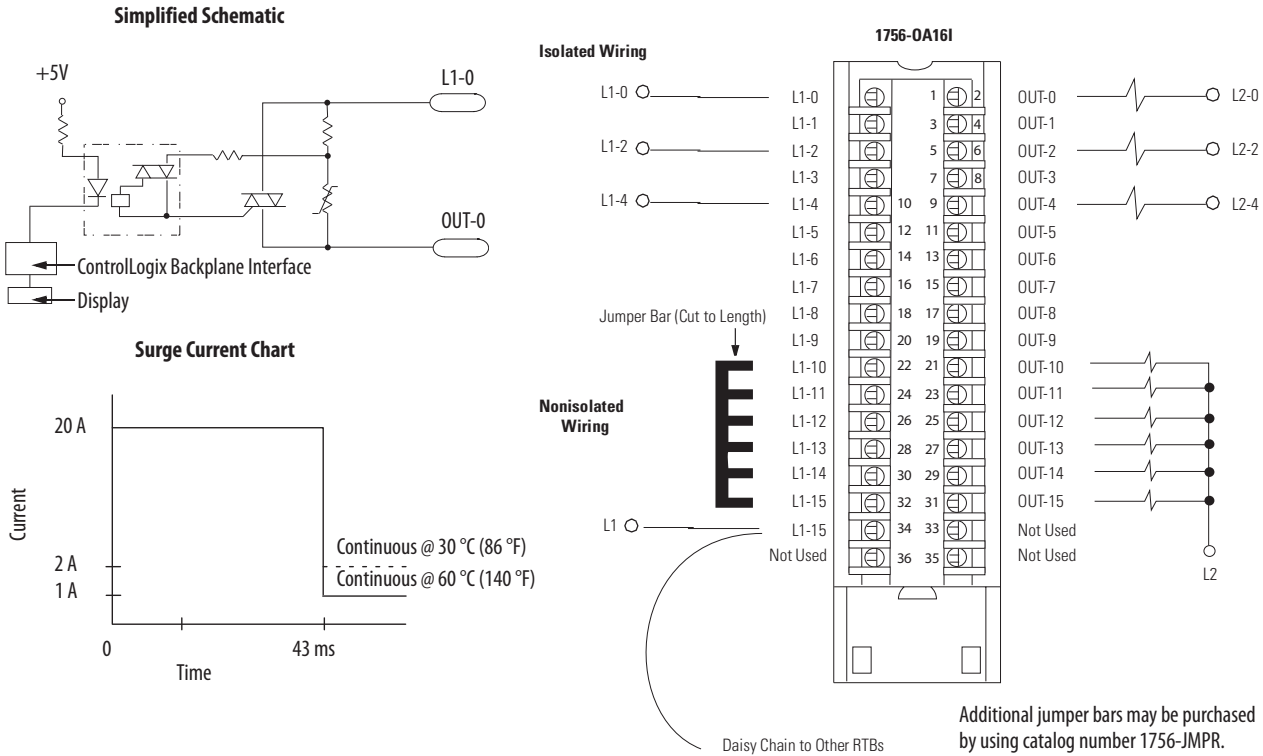 Simplified Schematic
+5V
L1-0
OUT-0
ControlLogix Backplane Interface
Display
Surge Current Chart
Current
20 A
2 A
1 A
Continuous @ 30 °C (86 °F)
Continuous @ 60 °C (140 °F)
0
43 ms
Time
1756-OA16I
Isolated Wiring
L1-0
L1-2
L1-4
Jumper Bar (Cut to Length)
Nonisolated
Wiring
L1
L1-0 1 2 OUT-0 L2-0
L1-1 3 4 OUT-1
L1-2 5 6 OUT-2 L2-2
L1-3 7 8 OUT-3
L1-4 10 9 OUT-4 L2-4
L1-5 12 11 OUT-5
L1-6 14 13 OUT-6
L1-7 16 15 OUT-7
L1-8 18 17 OUT-8
L1-9 20 19 OUT-9
L1-10 22 21 OUT-10
L1-11 24 23 OUT-11
L1-12 26 25 OUT-12
L1-13 28 27 OUT-13
L1-14 30 29 OUT-14
L1-15 32 31 OUT-15
L1-15 34 33 Not Used
Not Used 36 35 Not Used
L2
Daisy Chain to Other RTBs
Additional jumper bars may be purchased
by using catalog number 1756-JMPR.